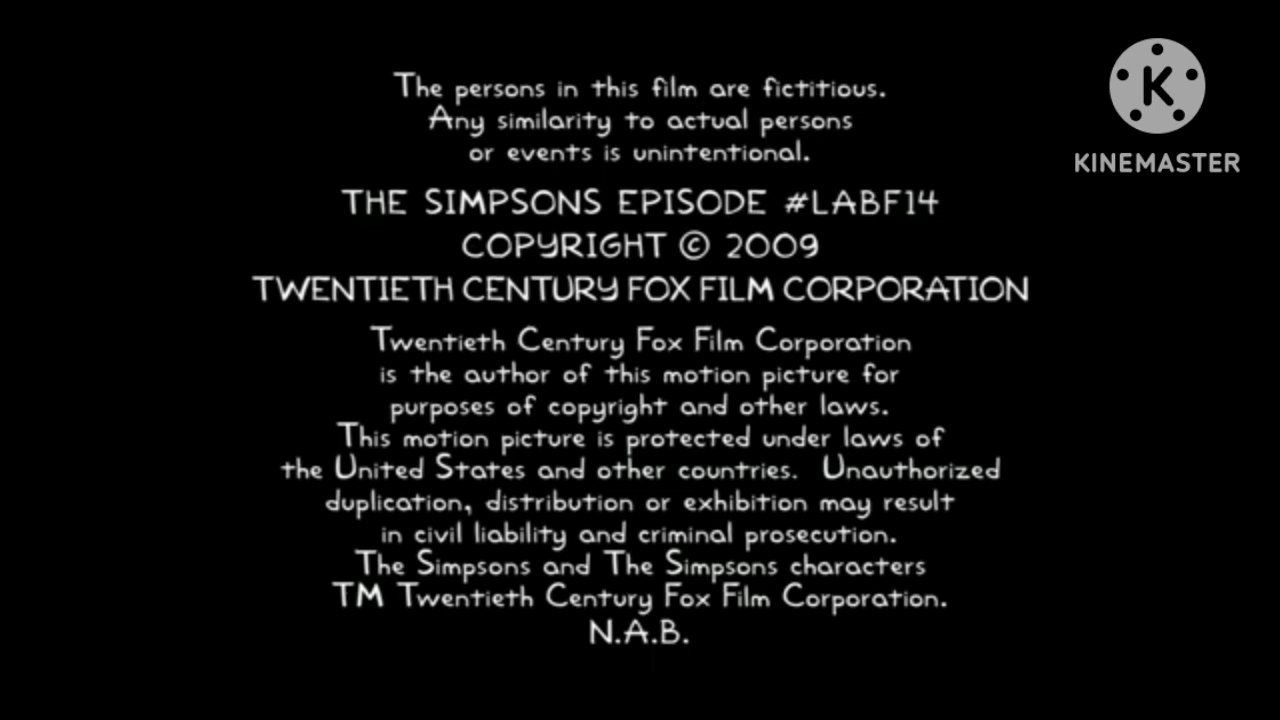 The persons in this film are fictitious.
Any similarity to actual persons
or events is unintentional.
THE SIMPSONS EPISODE #LABF14
COPYRIGHT © 2009
TWENTIETH CENTURY FOX FILM CORPORATION
Twentieth Century Fox Film Corporation
is the author of this motion picture for
purposes of copyright and other laws.
This motion picture is protected under laws of
the United States and other countries. Unauthorized
duplication, distribution or exhibition may result
in civil liability and criminal prosecution.
The Simpsons and The Simpsons characters
TM Twentieth Century Fox Film Corporation.
N.A.B.
K
KINEMASTER